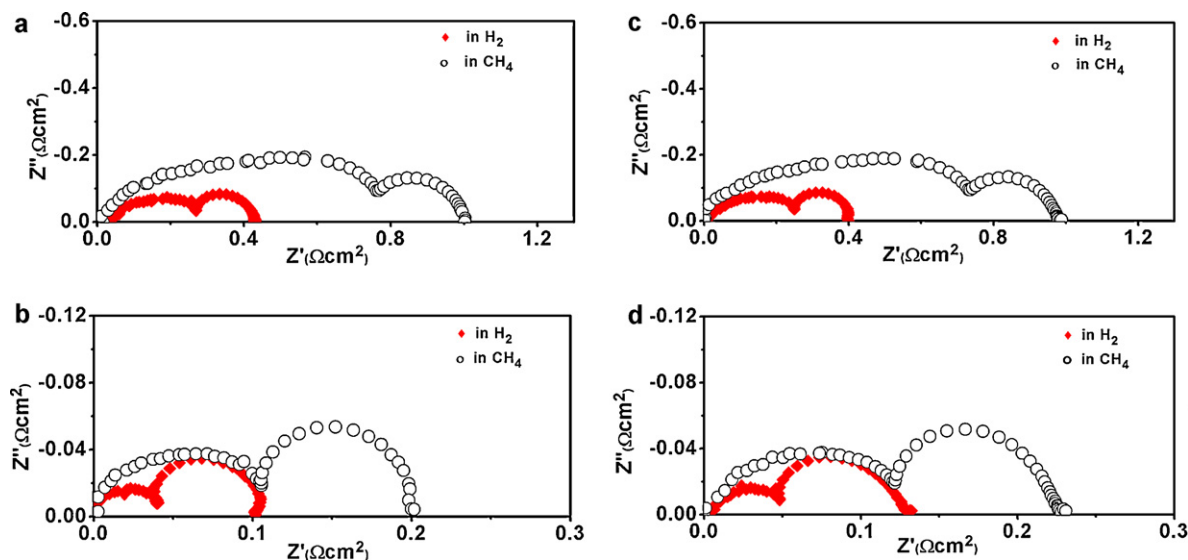 a
-0.6
-0.4
-0.2
0.0
Z''(Ωcm²)
in H₂
in CH₄
0.0 0.4 0.8 1.2
Z'(Ωcm²)
c
-0.6
-0.4
-0.2
0.0
Z''(Ωcm²)
in H₂
in CH₄
0.0 0.4 0.8 1.2
Z'(Ωcm²)
b
-0.12
-0.08
-0.04
0.00
Z''(Ωcm²)
in H₂
in CH₄
0.0 0.1 0.2 0.3
Z'(Ωcm²)
d
-0.12
-0.08
-0.04
0.00
Z''(Ωcm²)
in H₂
in CH₄
0.0 0.1 0.2 0.3
Z'(Ωcm²)